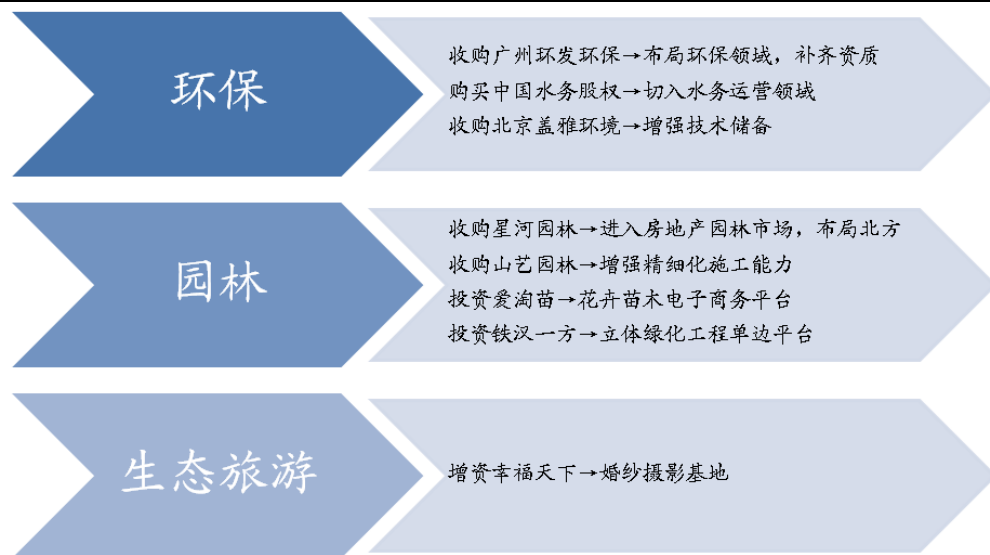 环保
收购广州环发环保→布局环保领域，补齐资质
购买中国水务股权→切入水务运营领域
收购北京盖雅环境→增强技术储备
园林
收购星河园林→进入房地产园林市场，布局北方
收购山艺园林→增强精细化施工能力
投资爱淘苗→花卉苗木电子商务平台
投资铁汉一方→立体绿化工程单边平台
生态旅游
增资幸福天下→婚纱摄影基地